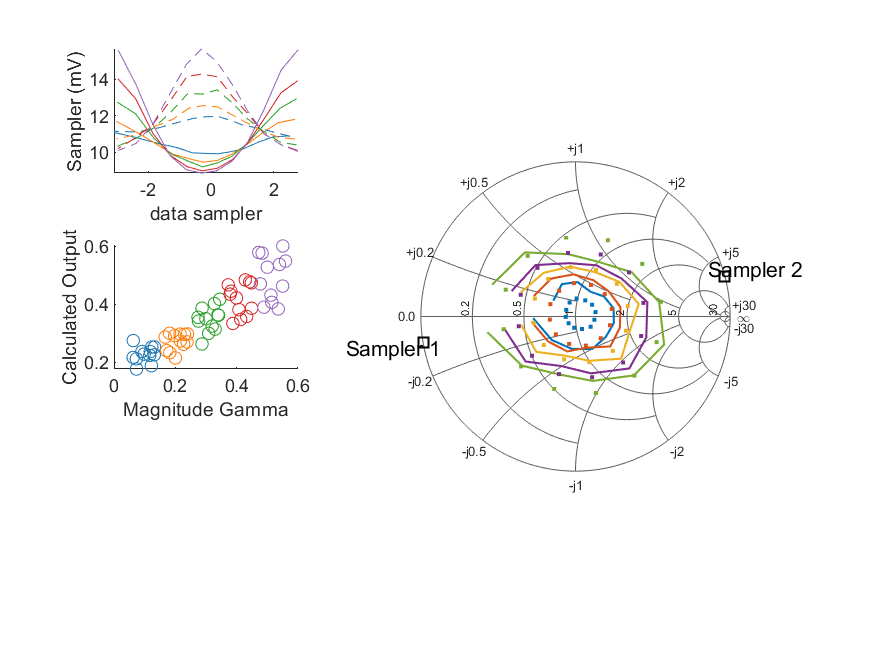 Sampler (mV)
14
12
10
-2
0
2
data sampler
Calculated Output
0.6
0.4
0.2
0
0.2
0.4
0.6
Magnitude Gamma
+j1
+j0.5
+j2
+j0.2
+j5
Sampler 2
0.0
0.2
0.5
1
2
5
30
+j30
∞
-j30
Sampler 1
-j0.2
-j5
-j0.5
-j2
-j1